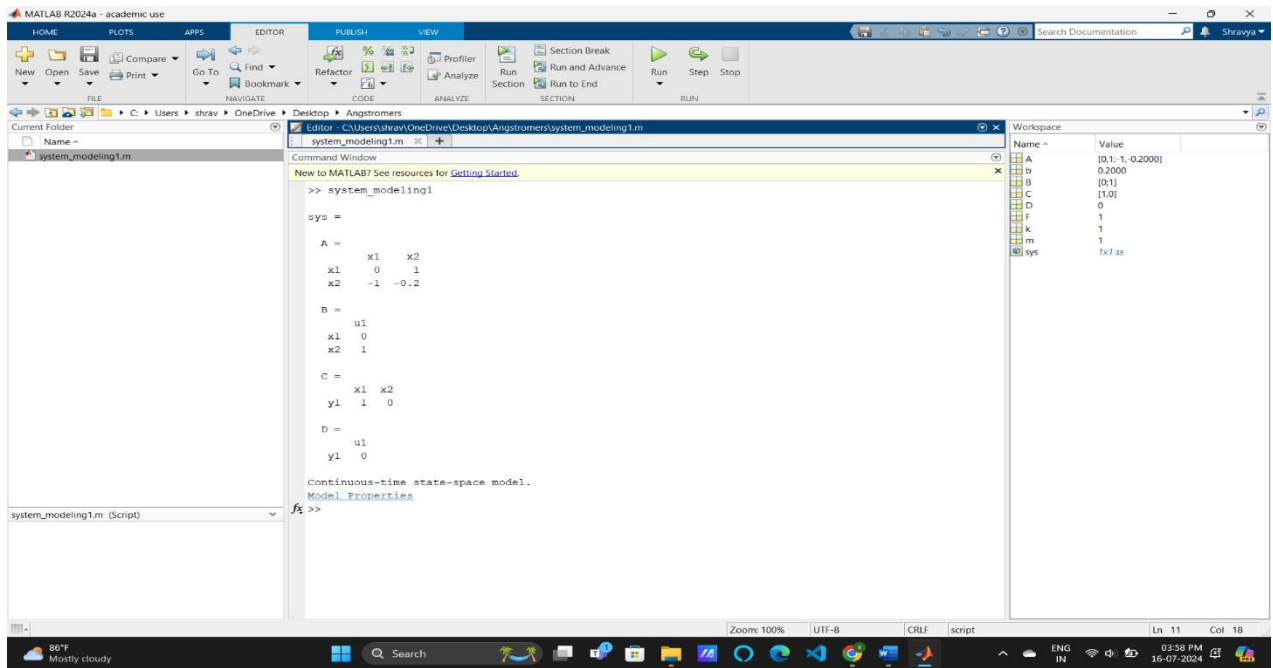 MATLAB R2024a - academic use
HOME PLOTS APPS EDITOR PUBLISH VIEW Search Documentation Shravya
New Open Save Compare Print Go To Find Bookmark Refactor Profiler Analyze Run Section Section Break Run and Advance Run to End Run Step Stop
FILE NAVIGATE CODE ANALYZE SECTION RUN
C: Users shrav OneDrive Desktop Angstromers
Current Folder
Name
system_modeling1.m
system_modeling1.m (Script)
Editor - C:\Users\shrav\OneDrive\Desktop\Angstromers\system_modeling1.m
system_modeling1.m
Command Window
New to MATLAB? See resources for Getting Started.
>> system_modeling1
sys =
A =
x1 x2
x1 0 1
x2 -1 -0.2
B =
u1
x1 0
x2 1
C =
x1 x2
y1 1 0
D =
u1
y1 0
Continuous-time state-space model.
Model Properties
fx >>
Workspace
Name Value
A [0,1;-1,-0.2000]
b 0.2000
B [0;1]
C [1,0]
D 0
F 1
k 1
m 1
sys 1x1 ss
Zoom: 100% UTF-8 CRLF script Ln 11 Col 18
86°F
Mostly cloudy
Search
ENG
IN
03:58 PM
16-07-2024